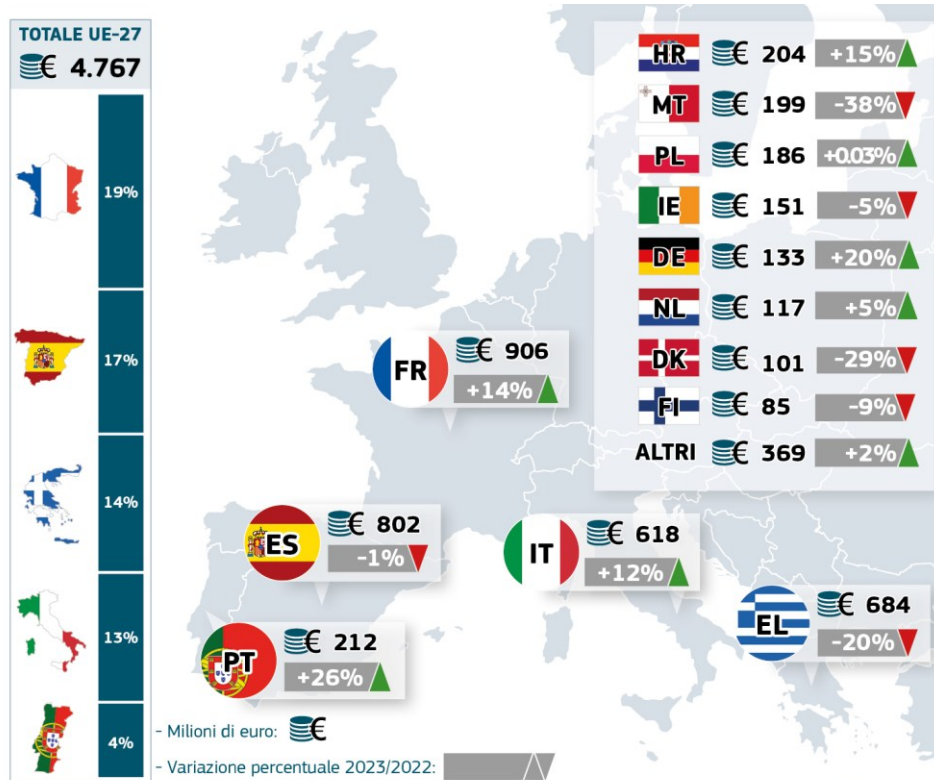 TOTALE UE-27
€ 4.767
19%
17%
14%
13%
4%
HR € 204 +15%
MT € 199 -38%
PL € 186 +0.03%
IE € 151 -5%
DE € 133 +20%
NL € 117 +5%
DK € 101 -29%
FI € 85 -9%
ALTRI € 369 +2%
FR € 906
+14%
ES € 802
-1%
IT € 618
+12%
EL € 684
-20%
PT € 212
+26%
- Milioni di euro: €
- Variazione percentuale 2023/2022: